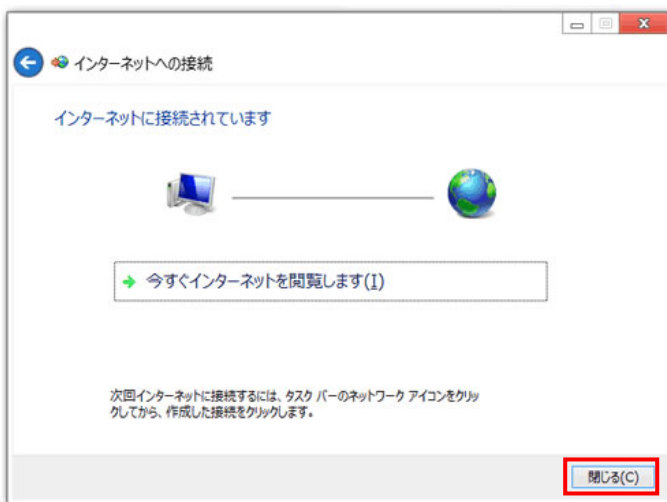 インターネットへの接続
インターネットに接続されています
今すぐインターネットを閲覧します(I)
次回インターネットに接続するには、タスク バーのネットワーク アイコンをクリッ
クしてから、作成した接続をクリックします。
閉じる(C)